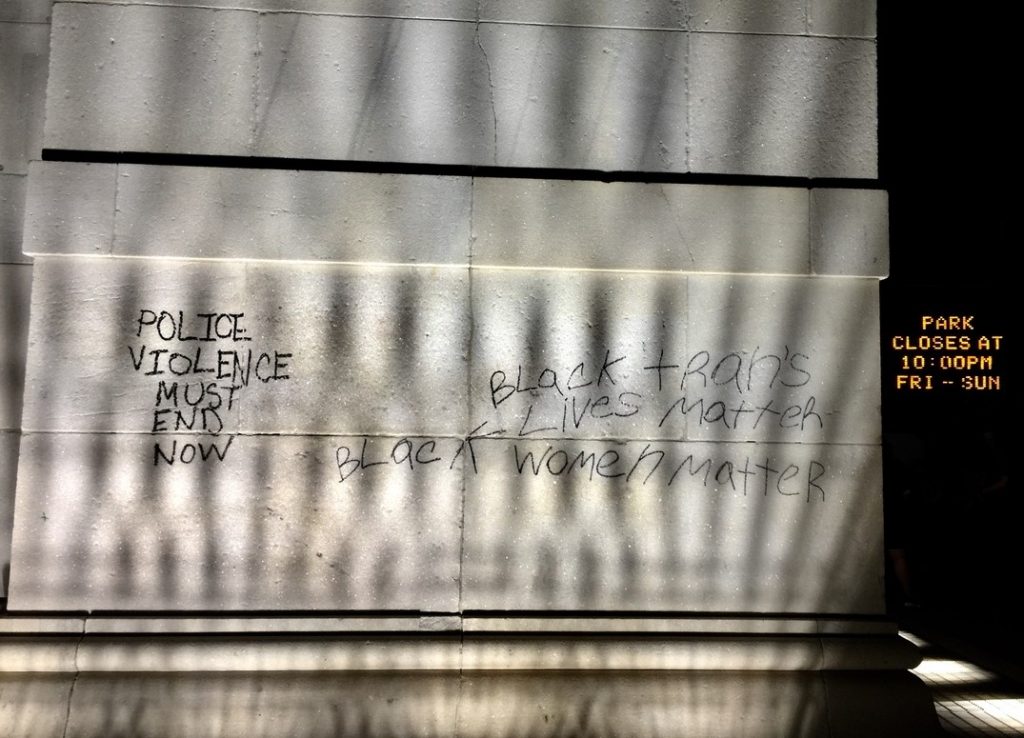 POLICE
VIOLENCE
MUST
END
NOW
BLack trans's
Lives Matter
BLack women matteR
PARK
CLOSES AT
10:00PM
FRI - SUN